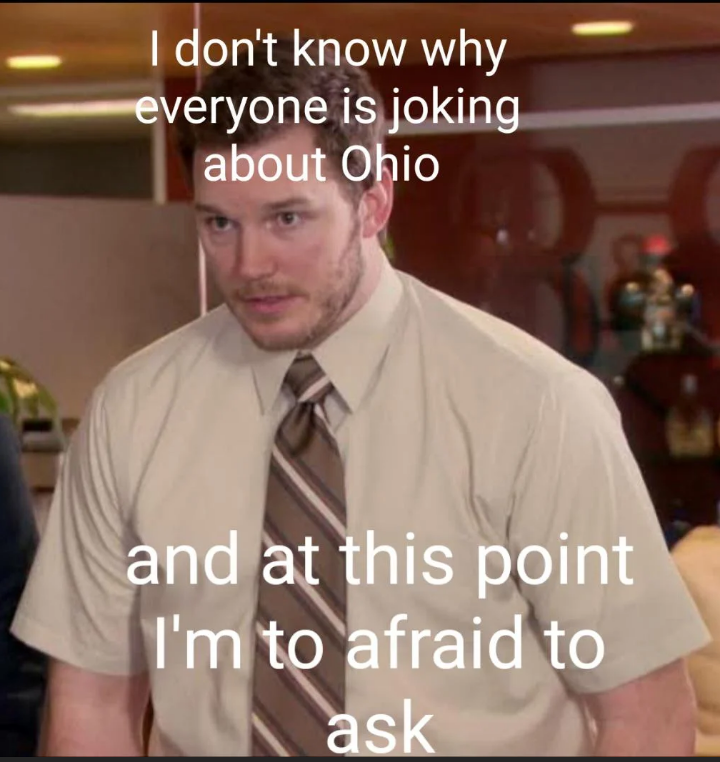 I don't know why
everyone is joking
about Ohio
and at this point
I'm to afraid to
ask